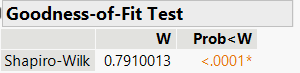 Goodness-of-Fit Test
W Prob<W
Shapiro-Wilk 0.7910013 <.0001*